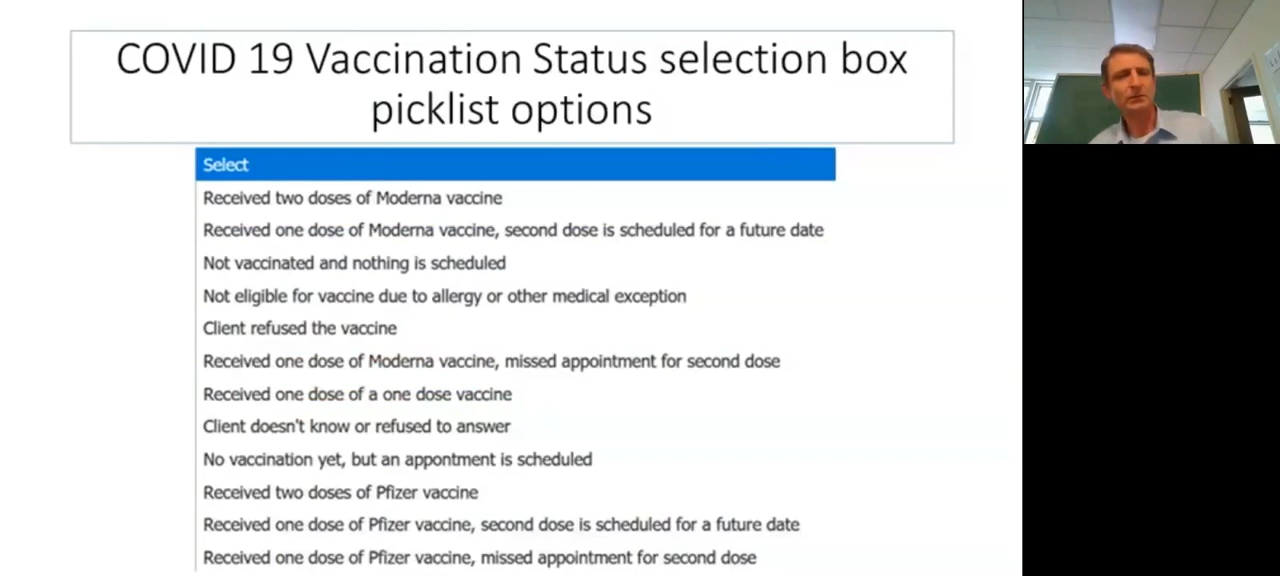 COVID 19 Vaccination Status selection box
picklist options
Select
Received two doses of Moderna vaccine
Received one dose of Moderna vaccine, second dose is scheduled for a future date
Not vaccinated and nothing is scheduled
Not eligible for vaccine due to allergy or other medical exception
Client refused the vaccine
Received one dose of Moderna vaccine, missed appointment for second dose
Received one dose of a one dose vaccine
Client doesn't know or refused to answer
No vaccination yet, but an appontment is scheduled
Received two doses of Pfizer vaccine
Received one dose of Pfizer vaccine, second dose is scheduled for a future date
Received one dose of Pfizer vaccine, missed appointment for second dose